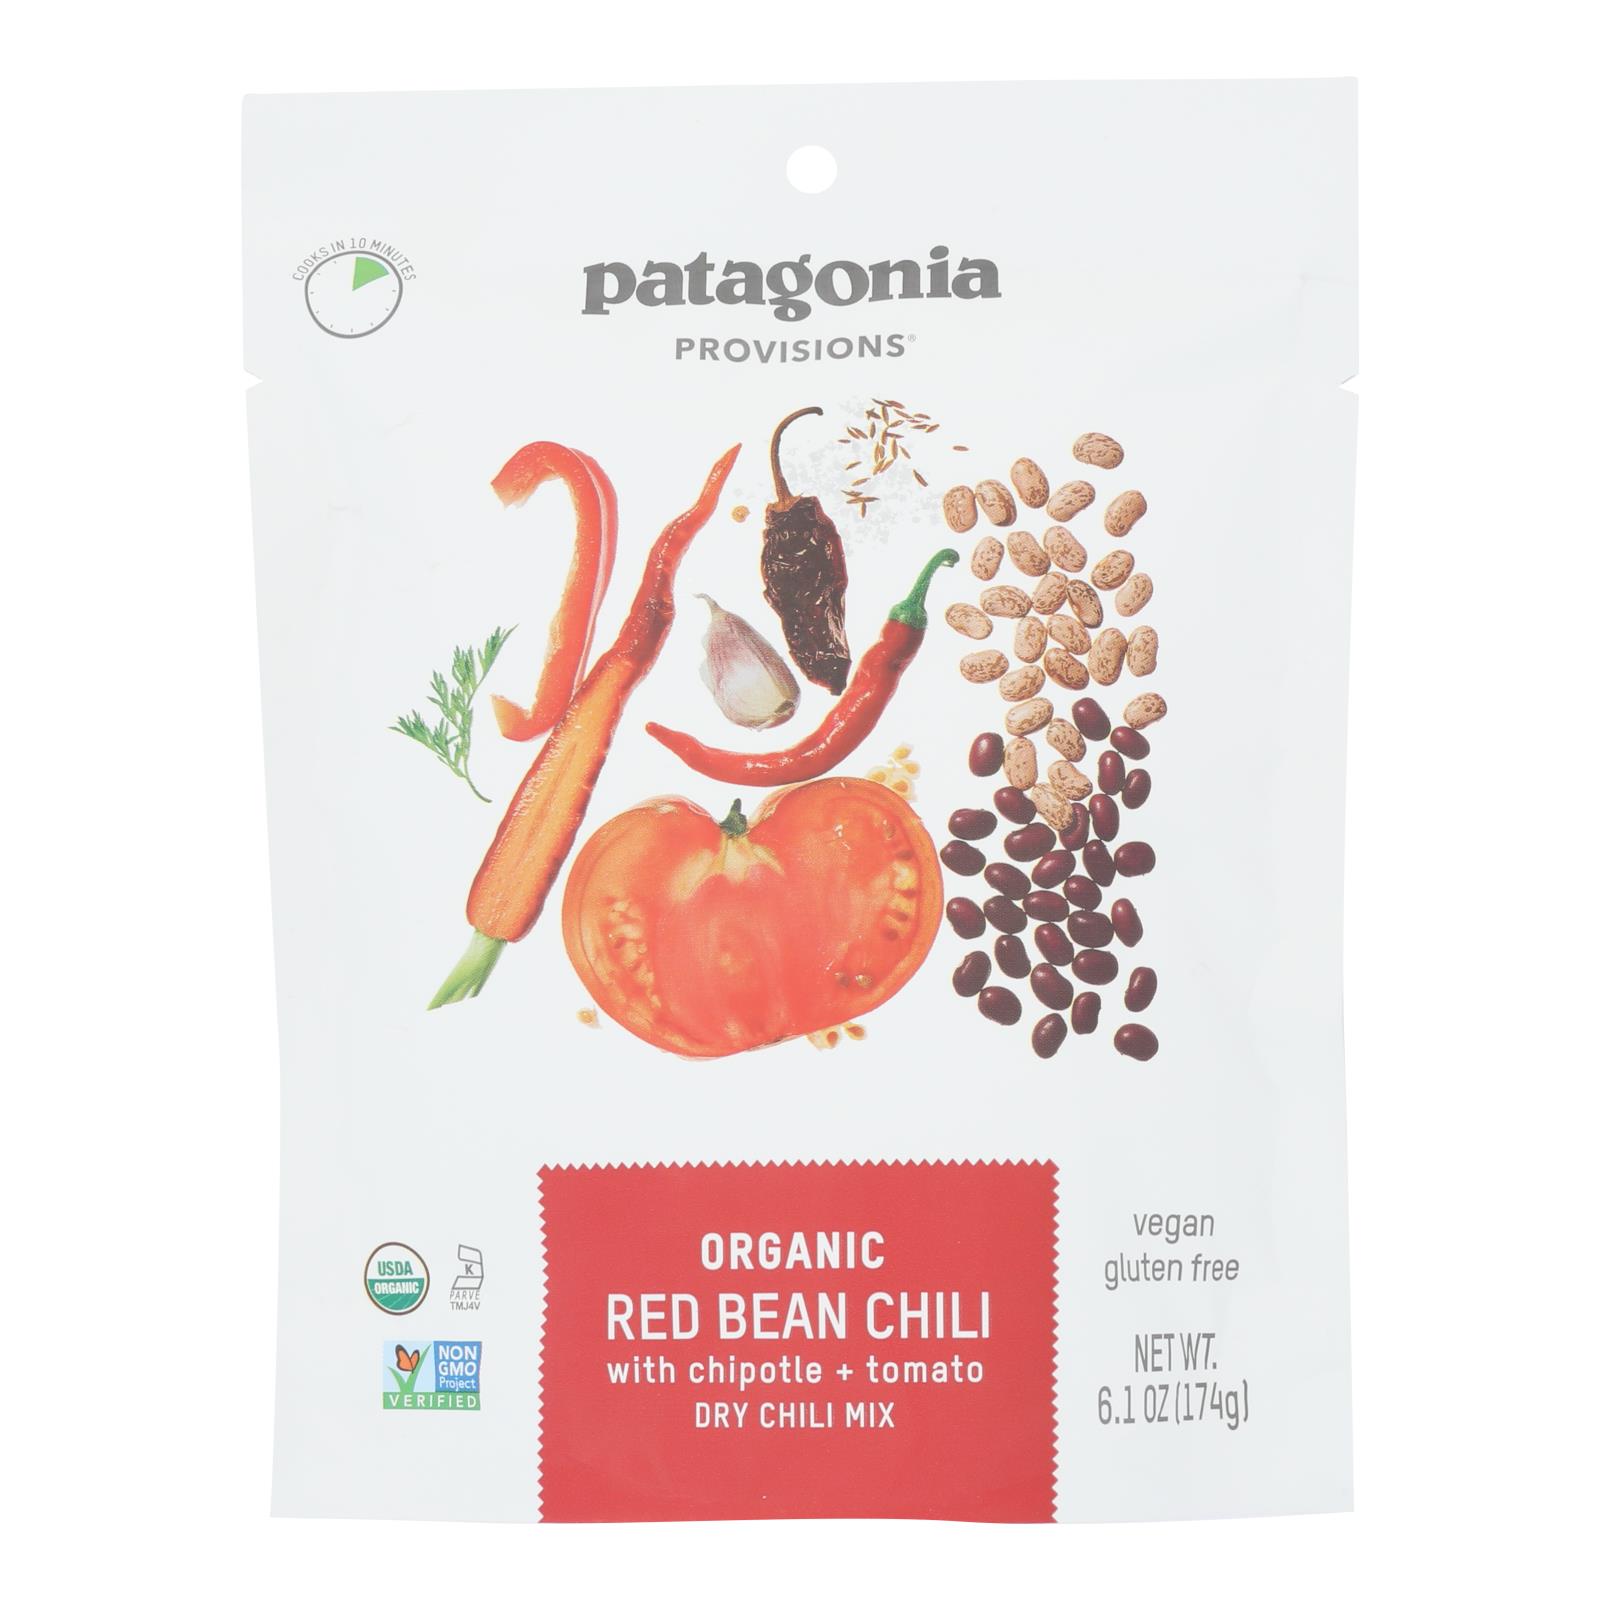 COOKS IN 10 MINUTES
patagonia
PROVISIONS®
ORGANIC
RED BEAN CHILI
with chipotle + tomato
DRY CHILI MIX
USDA
ORGANIC
K
PARVE
TMJ4V
NON
GMO
Project
VERIFIED
vegan
gluten free
NET WT.
6.1 OZ (174g)